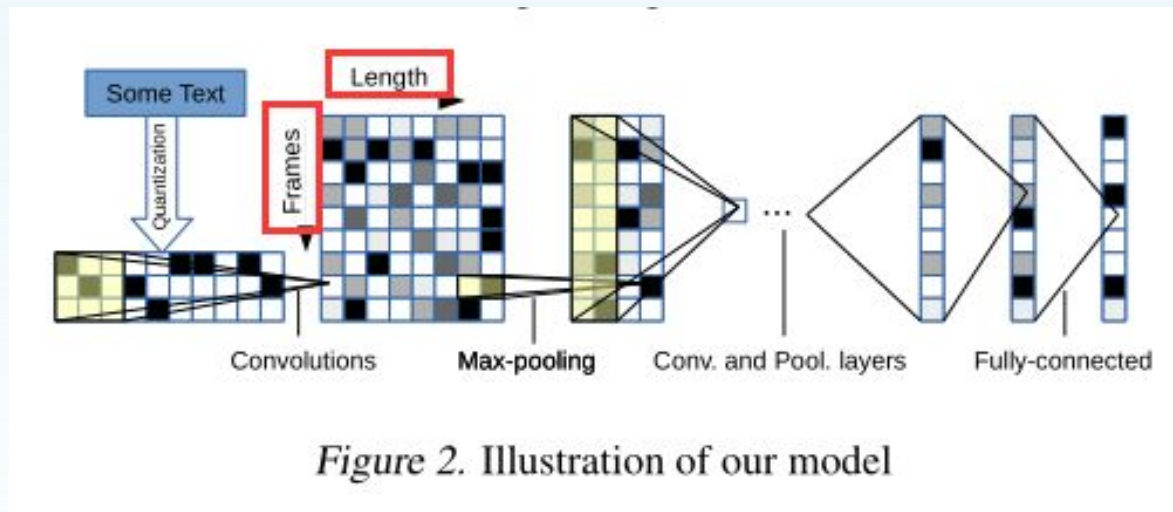 Length
Some Text
Frames
Quantization
...
Convolutions
Max-pooling
Conv. and Pool. layers
Fully-connected
Figure 2. Illustration of our model